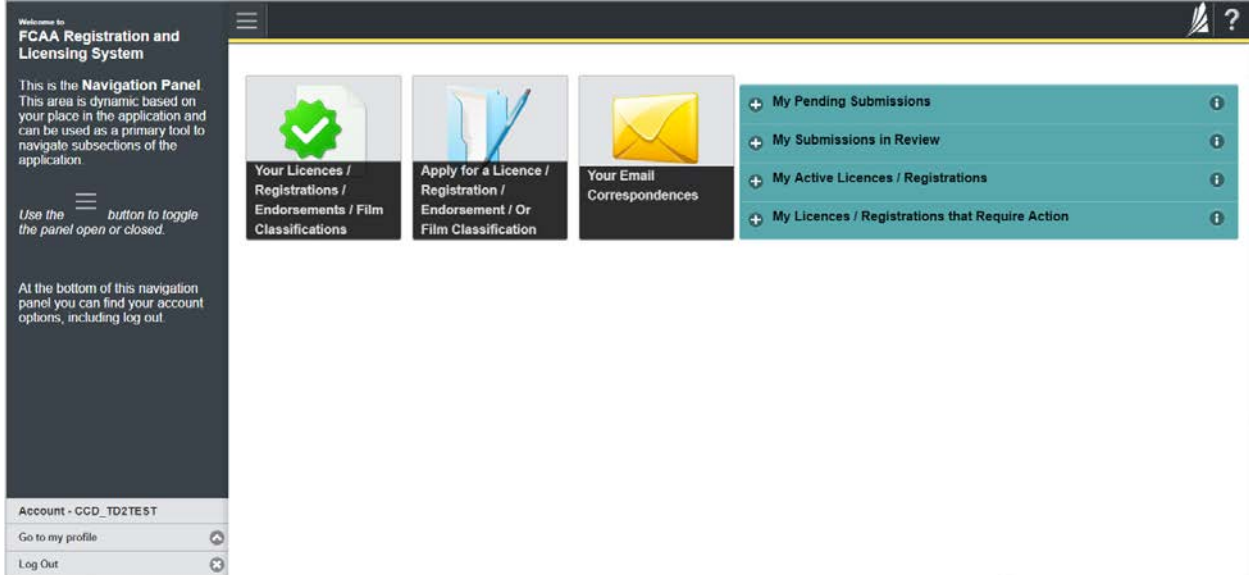 Welcome to
FCAA Registration and
Licensing System
This is the Navigation Panel.
This area is dynamic based on
your place in the application and
can be used as a primary tool to
navigate subsections of the
application.
Use the button to toggle
the panel open or closed.
At the bottom of this navigation
panel you can find your account
options, including log out.
Account - CCD_TD2TEST
Go to my profile
Log Out
?
Your Licences /
Registrations /
Endorsements / Film
Classifications
Apply for a Licence /
Registration /
Endorsement / Or
Film Classification
Your Email
Correspondences
My Pending Submissions
My Submissions in Review
My Active Licences / Registrations
My Licences / Registrations that Require Action